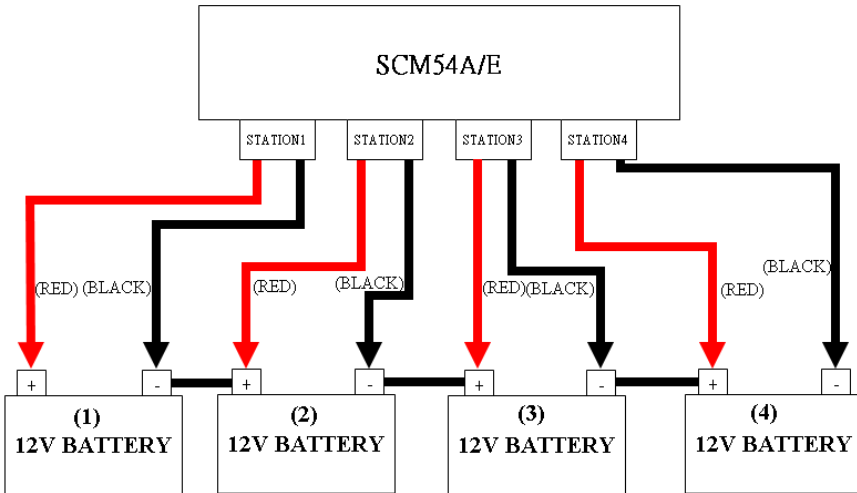 SCM54A/E
STATION1 STATION2 STATION3 STATION4
(RED) (BLACK) (RED) (BLACK) (RED) (BLACK) (RED) (BLACK)
+ - + - + - + -
(1) (2) (3) (4)
12V BATTERY 12V BATTERY 12V BATTERY 12V BATTERY